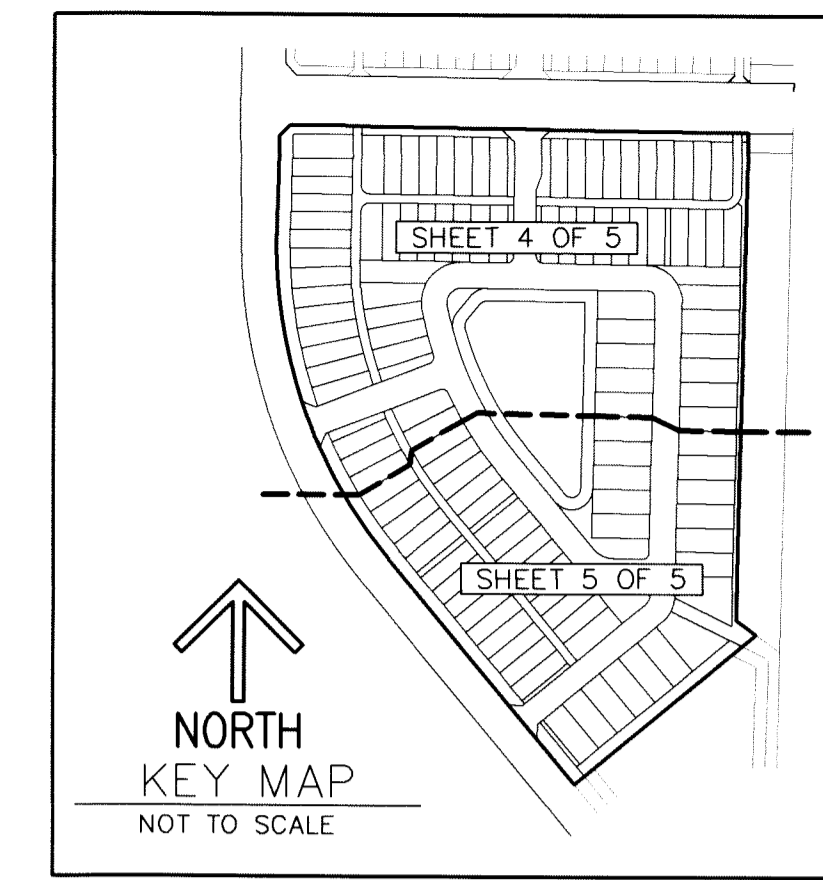 SHEET 4 OF 5
SHEET 5 OF 5
NORTH
KEY MAP
NOT TO SCALE